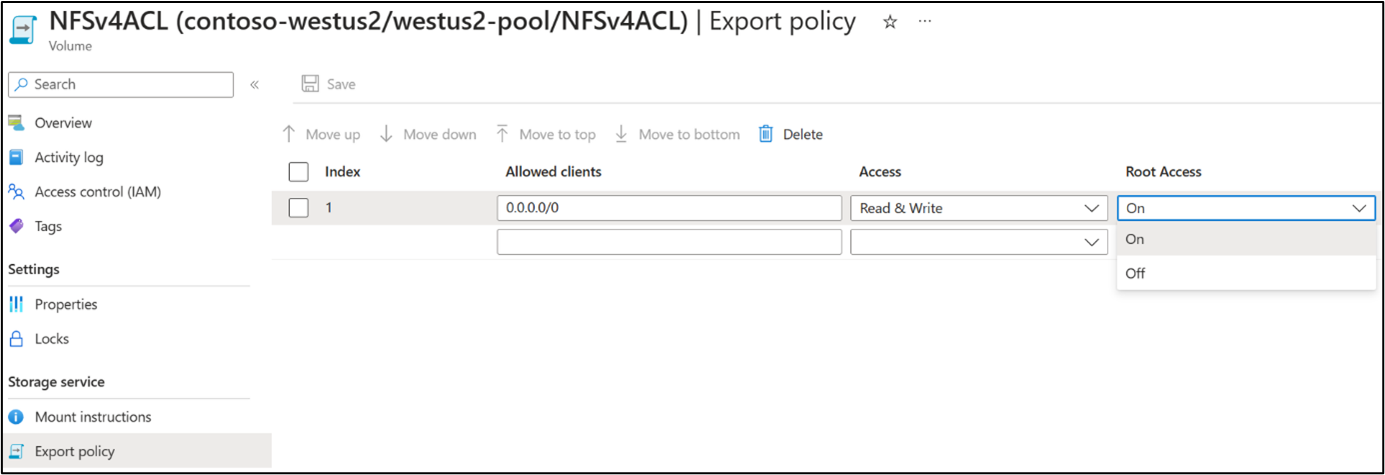 NFSv4ACL (contoso-westus2/westus2-pool/NFSv4ACL) | Export policy ☆ ···
Volume
Search «
Save
Overview
Activity log
Access control (IAM)
Tags
Settings
Properties
Locks
Storage service
Mount instructions
Export policy
Move up Move down Move to top Move to bottom Delete
Index Allowed clients Access Root Access
1 0.0.0.0/0 Read & Write On
On
Off